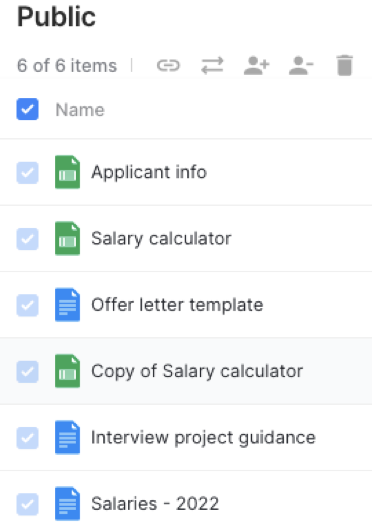 Public
6 of 6 items
Name
Applicant info
Salary calculator
Offer letter template
Copy of Salary calculator
Interview project guidance
Salaries - 2022